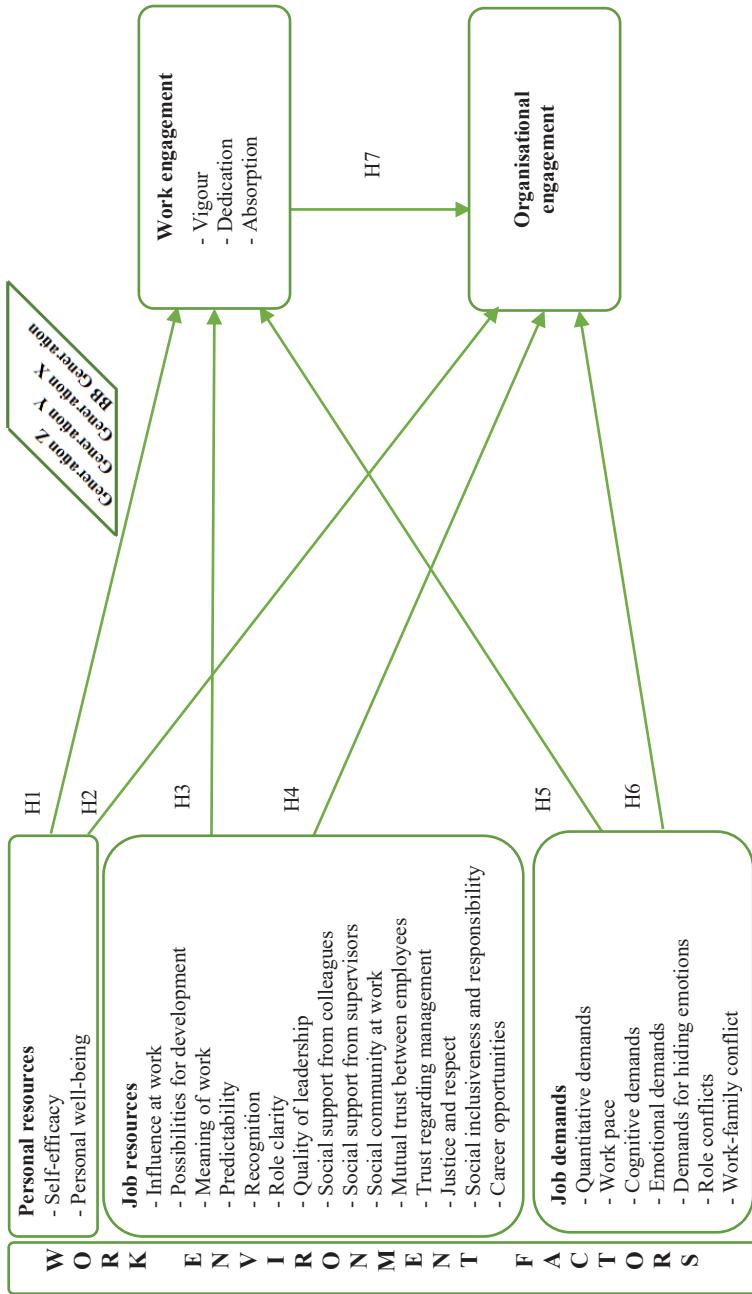 W O R K E N V I R O N M E N T F A C T O R S
Personal resources
- Self-efficacy
- Personal well-being
Job resources
- Influence at work
- Possibilities for development
- Meaning of work
- Predictability
- Recognition
- Role clarity
- Quality of leadership
- Social support from colleagues
- Social support from supervisors
- Social community at work
- Mutual trust between employees
- Trust regarding management
- Justice and respect
- Social inclusiveness and responsibility
- Career opportunities
Job demands
- Quantitative demands
- Work pace
- Cognitive demands
- Emotional demands
- Demands for hiding emotions
- Role conflicts
- Work-family conflict
H1
H2
H3
H4
H5
H6
Generation Z
Generation Y
Generation X
BB Generation
Work engagement
- Vigour
- Dedication
- Absorption
H7
Organisational
engagement